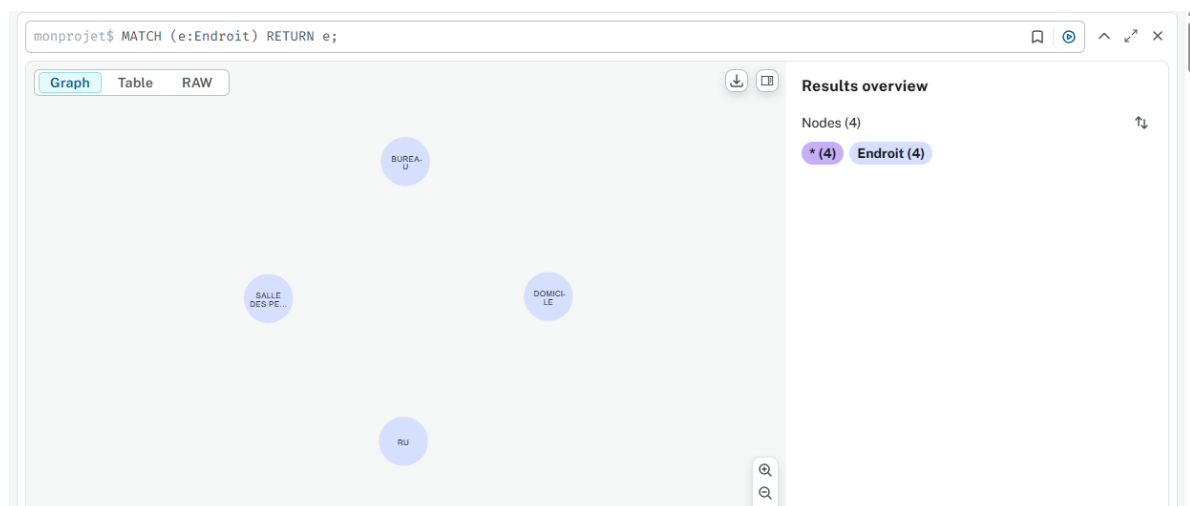 monprojet$ MATCH (e:Endroit) RETURN e;
Graph Table RAW
Results overview
Nodes (4)
* (4) Endroit (4)
BUREA-
U
SALLE
DES PE...
DOMICI-
LE
RU